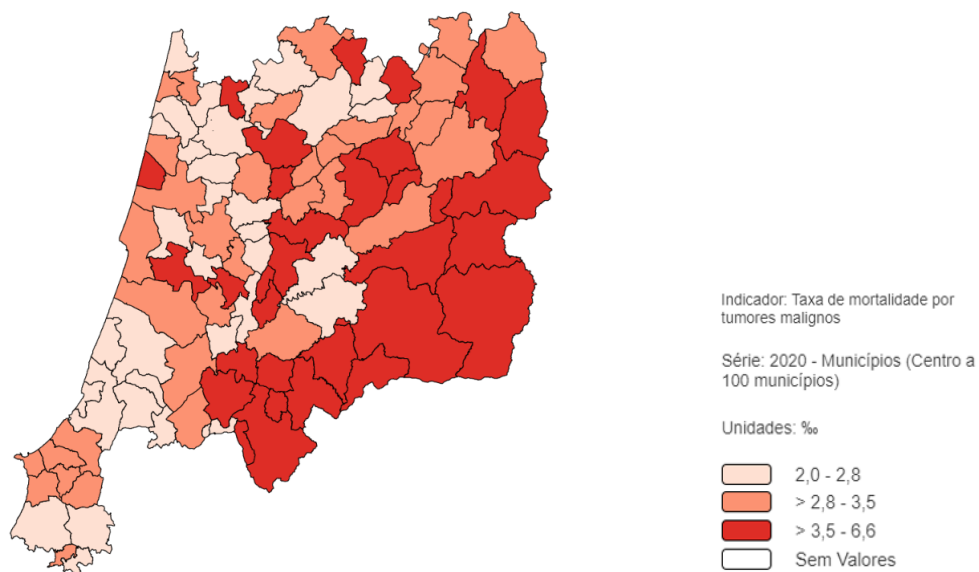 Indicador: Taxa de mortalidade por
tumores malignos
Série: 2020 - Municípios (Centro a
100 municípios)
Unidades: ‰
2,0 - 2,8
> 2,8 - 3,5
> 3,5 - 6,6
Sem Valores